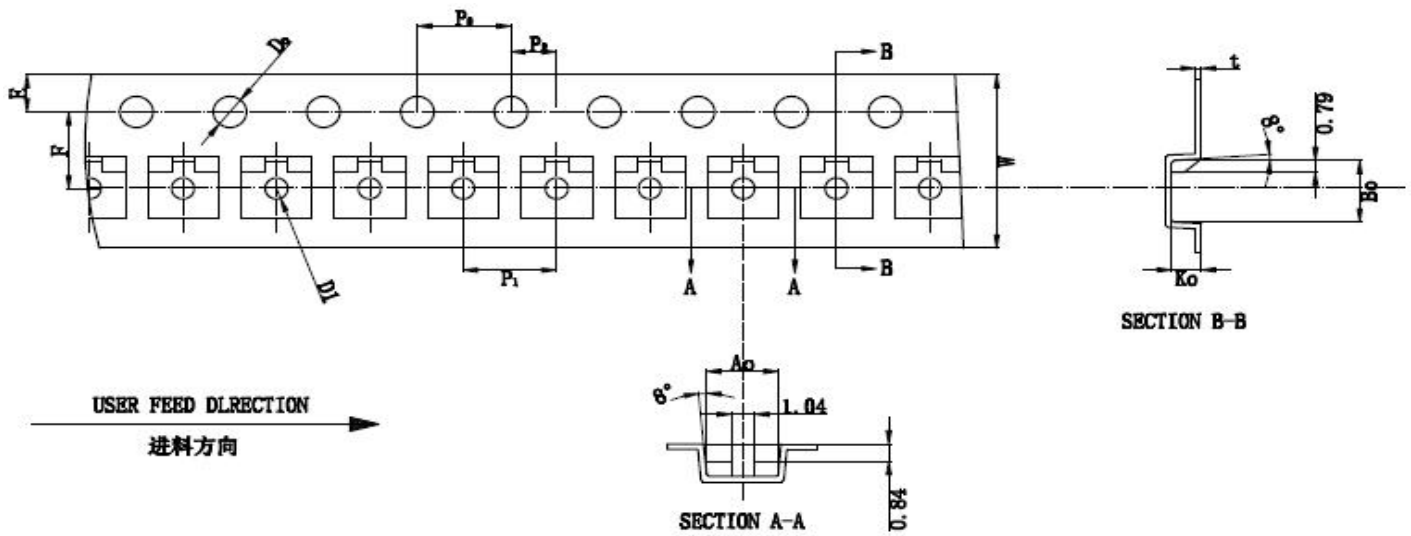 P₀
D₀
P₂
B
t
E
8°
0.79
F
W
Bo
D1
P₁
A
A
B
Ko
SECTION B-B
Ao
8°
1.04
USER FEED DLRECTION
进料方向
0.84
SECTION A-A